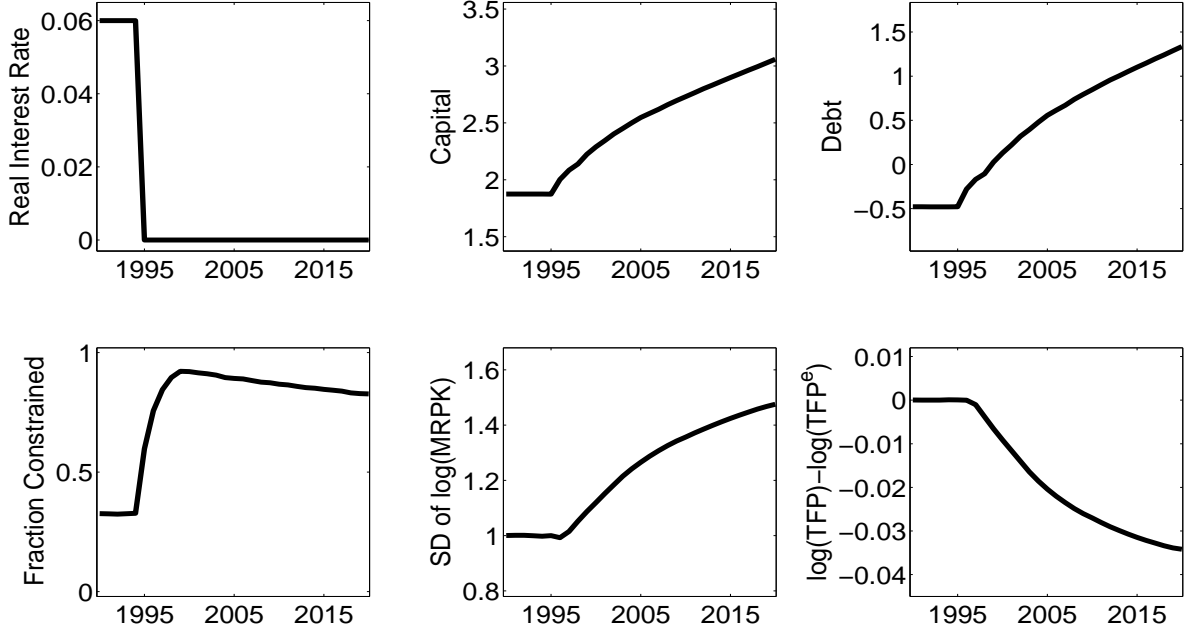 Real Interest Rate
0.06
0.04
0.02
0
1995 2005 2015
Capital
3.5
3
2.5
2
1.5
1995 2005 2015
Debt
1.5
1
0.5
0
−0.5
1995 2005 2015
Fraction Constrained
1
0.5
0
1995 2005 2015
SD of log(MRPK)
1.6
1.4
1.2
1
0.8
1995 2005 2015
log(TFP)−log(TFPᵉ)
0.01
0
−0.01
−0.02
−0.03
−0.04
1995 2005 2015